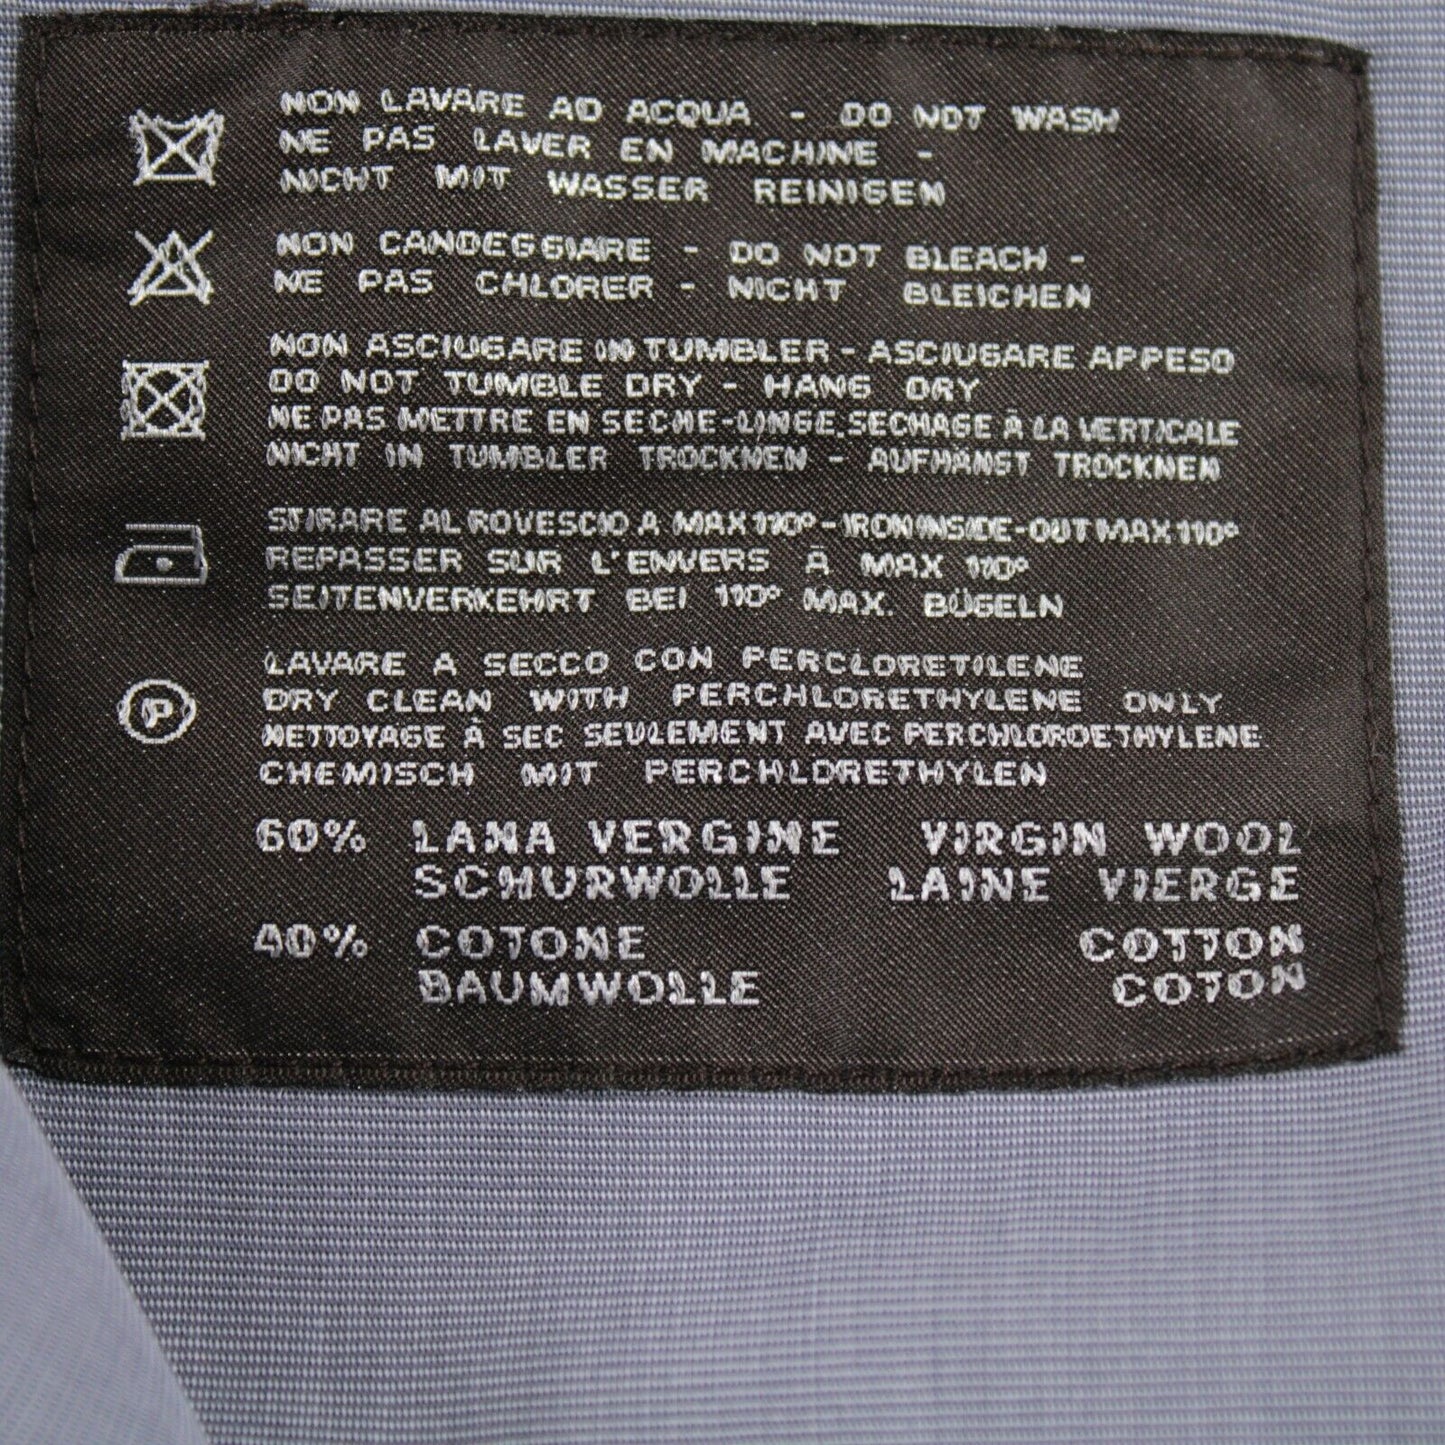 NON LAVARE AD ACQUA - DO NOT WASH
NE PAS LAVER EN MACHINE -
NICHT MIT WASSER REINIGEN
NON CANDEGGIARE - DO NOT BLEACH -
NE PAS CHLORER - NICHT BLEICHEN
NON ASCIUGARE IN TUMBLER - ASCIUGARE APPESO
DO NOT TUMBLE DRY - HANG DRY
NE PAS METTRE EN SECHE-LINGE.SECHAGE À LA VERTICALE
NICHT IN TUMBLER TROCKNEN - AUFHÄNGT TROCKNEN
STIRARE AL ROVESCIO A MAX 110° - IRON INSIDE-OUT MAX 110°
REPASSER SUR L'ENVERS À MAX 110°
SEITENVERKEHRT BEI 110° MAX. BÜGELN
P
LAVARE A SECCO CON PERCLORETILENE
DRY CLEAN WITH PERCHLORETHYLENE ONLY
NETTOYAGE À SEC SEULEMENT AVEC PERCHLOROETHYLENE
CHEMISCH MIT PERCHLORETHYLEN
60% LANA VERGINE VIRGIN WOOL
SCHURWOLLE LAINE VIERGE
40% COTONE COTTON
BAUMWOLLE COTON